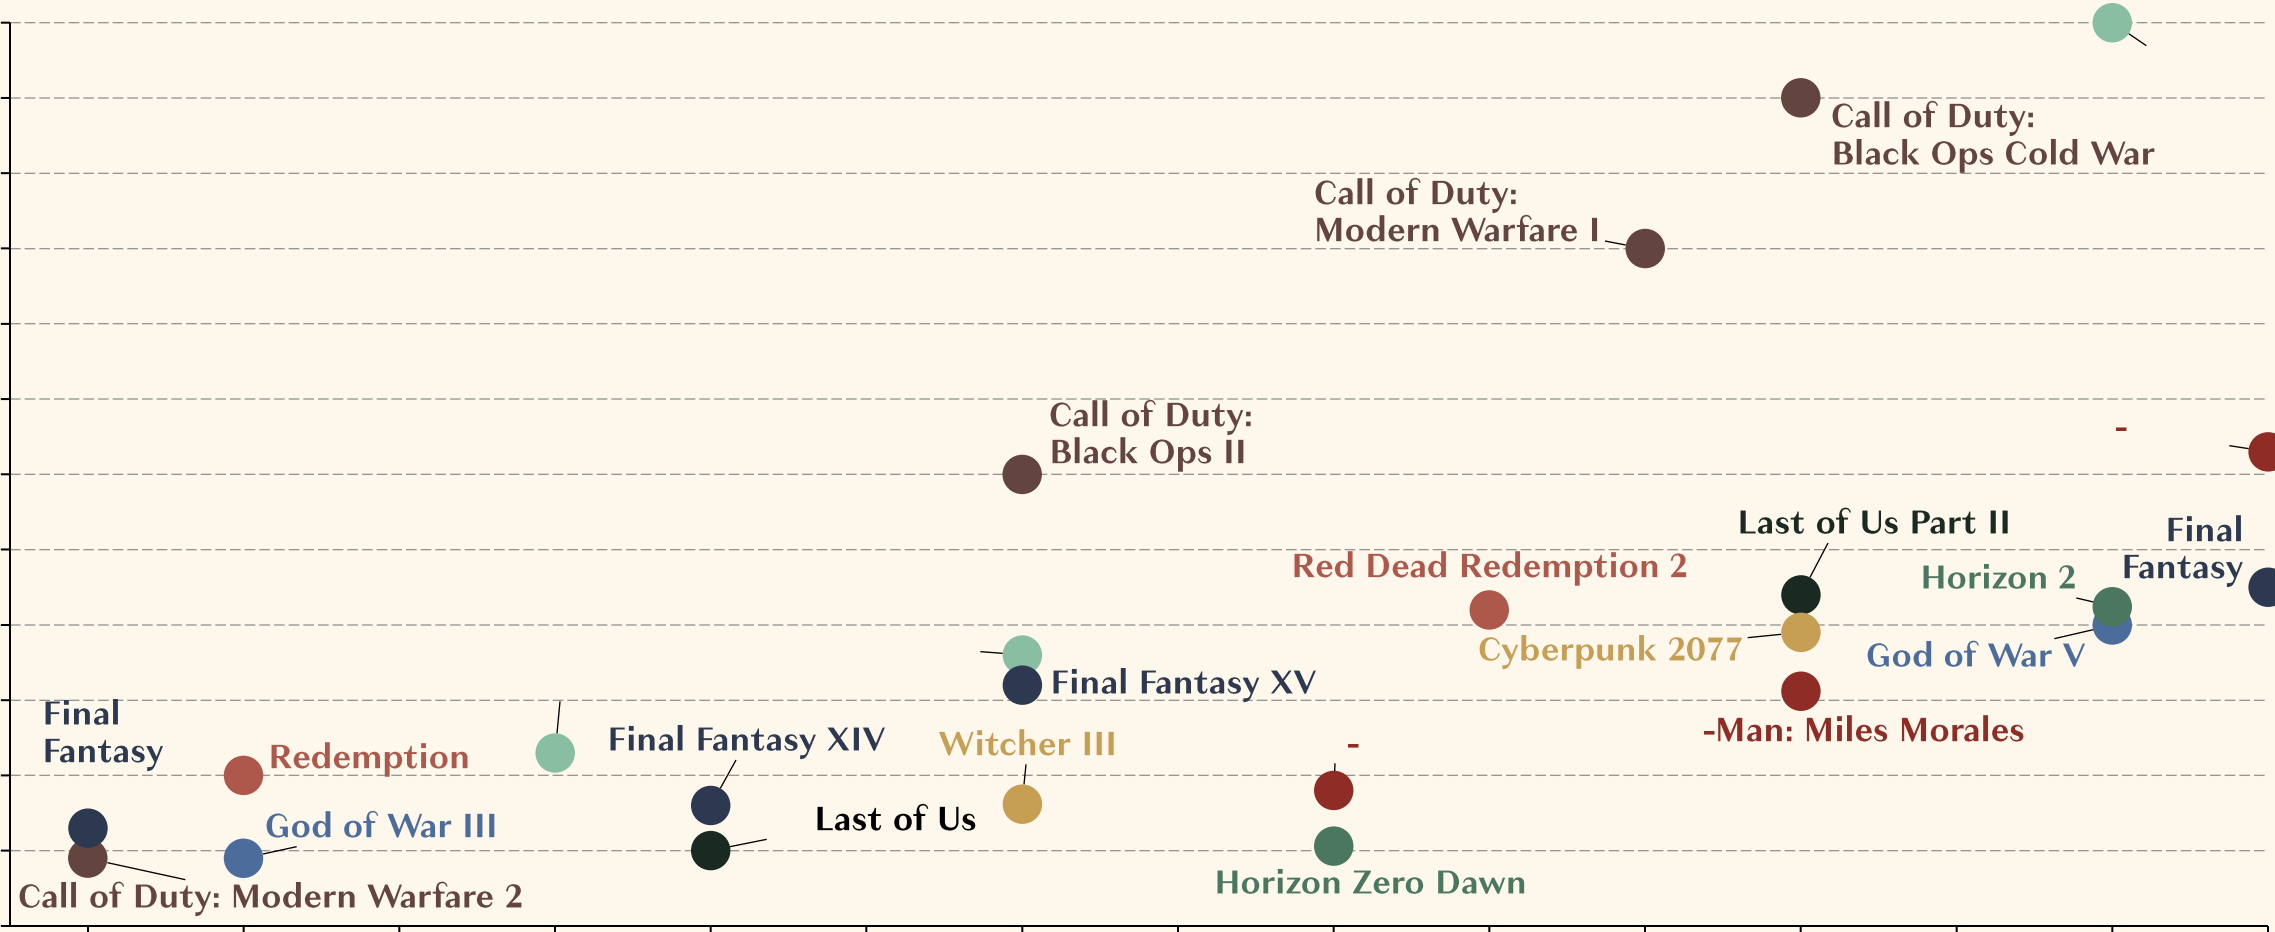 Call of Duty:
Black Ops Cold War
Call of Duty:
Modern Warfare I
Call of Duty:
Black Ops II
-
Last of Us Part II
Final
Fantasy
Red Dead Redemption 2
Horizon 2
Cyberpunk 2077
God of War V
Final Fantasy XV
Final
Fantasy
-Man: Miles Morales
Final Fantasy XIV
Witcher III
-
Redemption
God of War III
Last of Us
Horizon Zero Dawn
Call of Duty: Modern Warfare 2